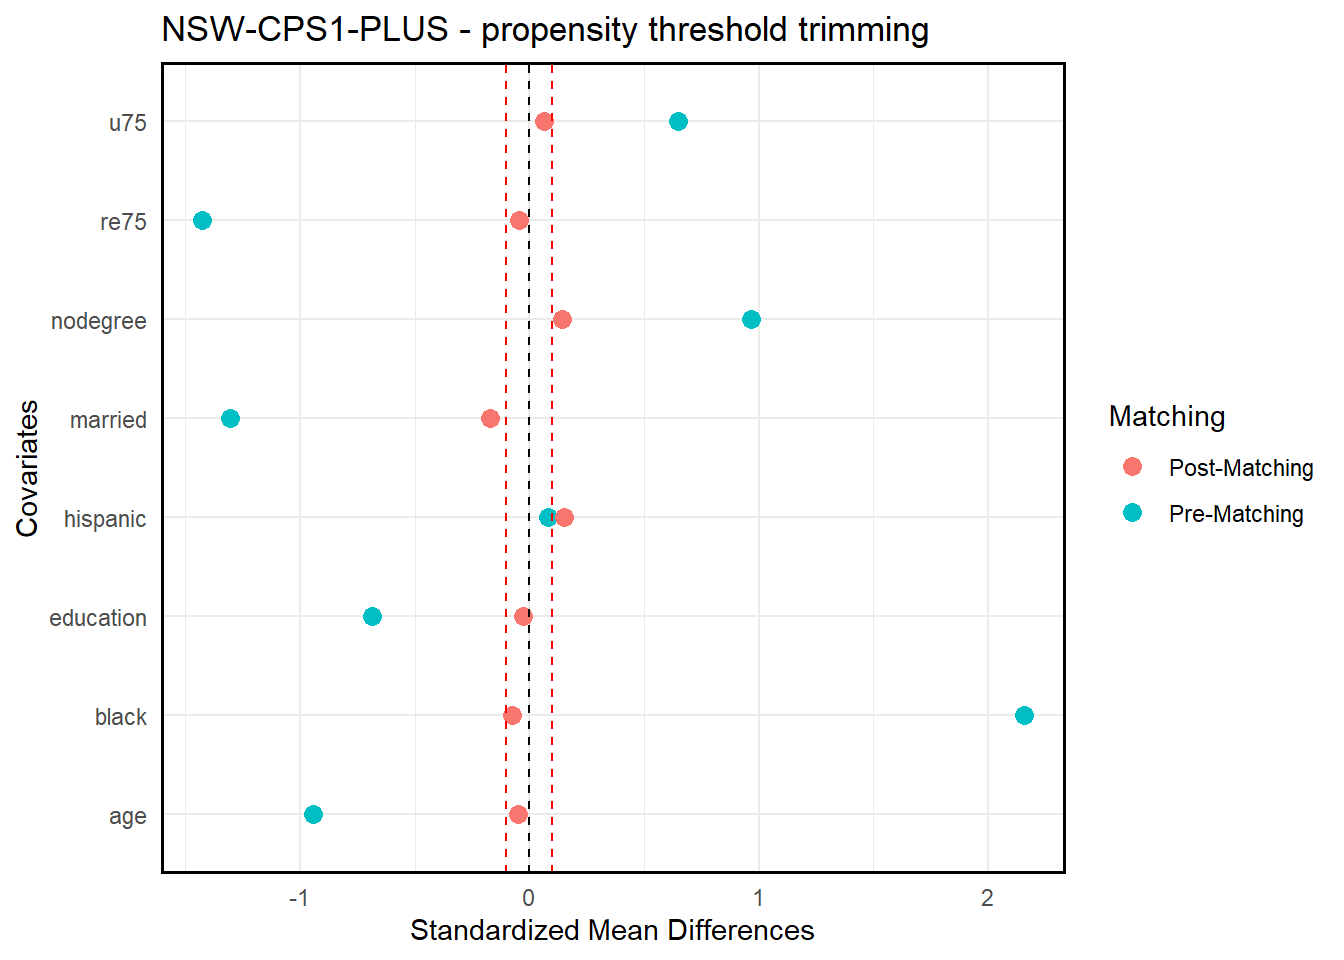 NSW-CPS1-PLUS - propensity threshold trimming
u75
re75
nodegree
married
hispanic
education
black
age
Covariates
-1
0
1
2
Standardized Mean Differences
Matching
Post-Matching
Pre-Matching